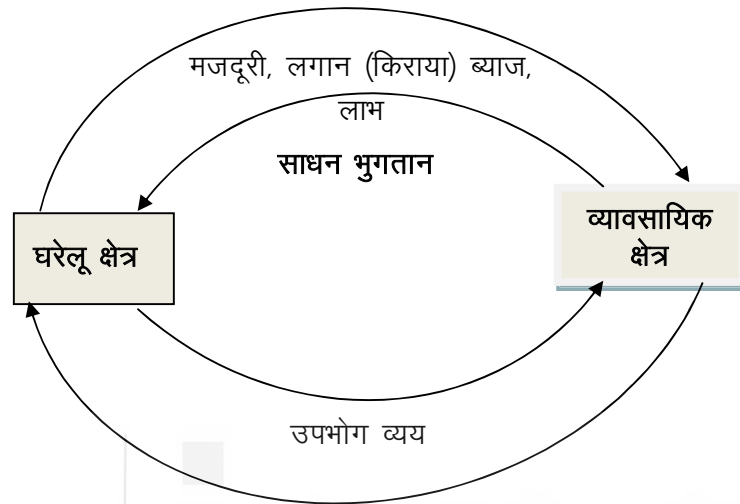 मजदूरी, लगान (किराया) ब्याज,
लाभ
साधन भुगतान
घरेलू क्षेत्र
व्यावसायिक
क्षेत्र
उपभोग व्यय